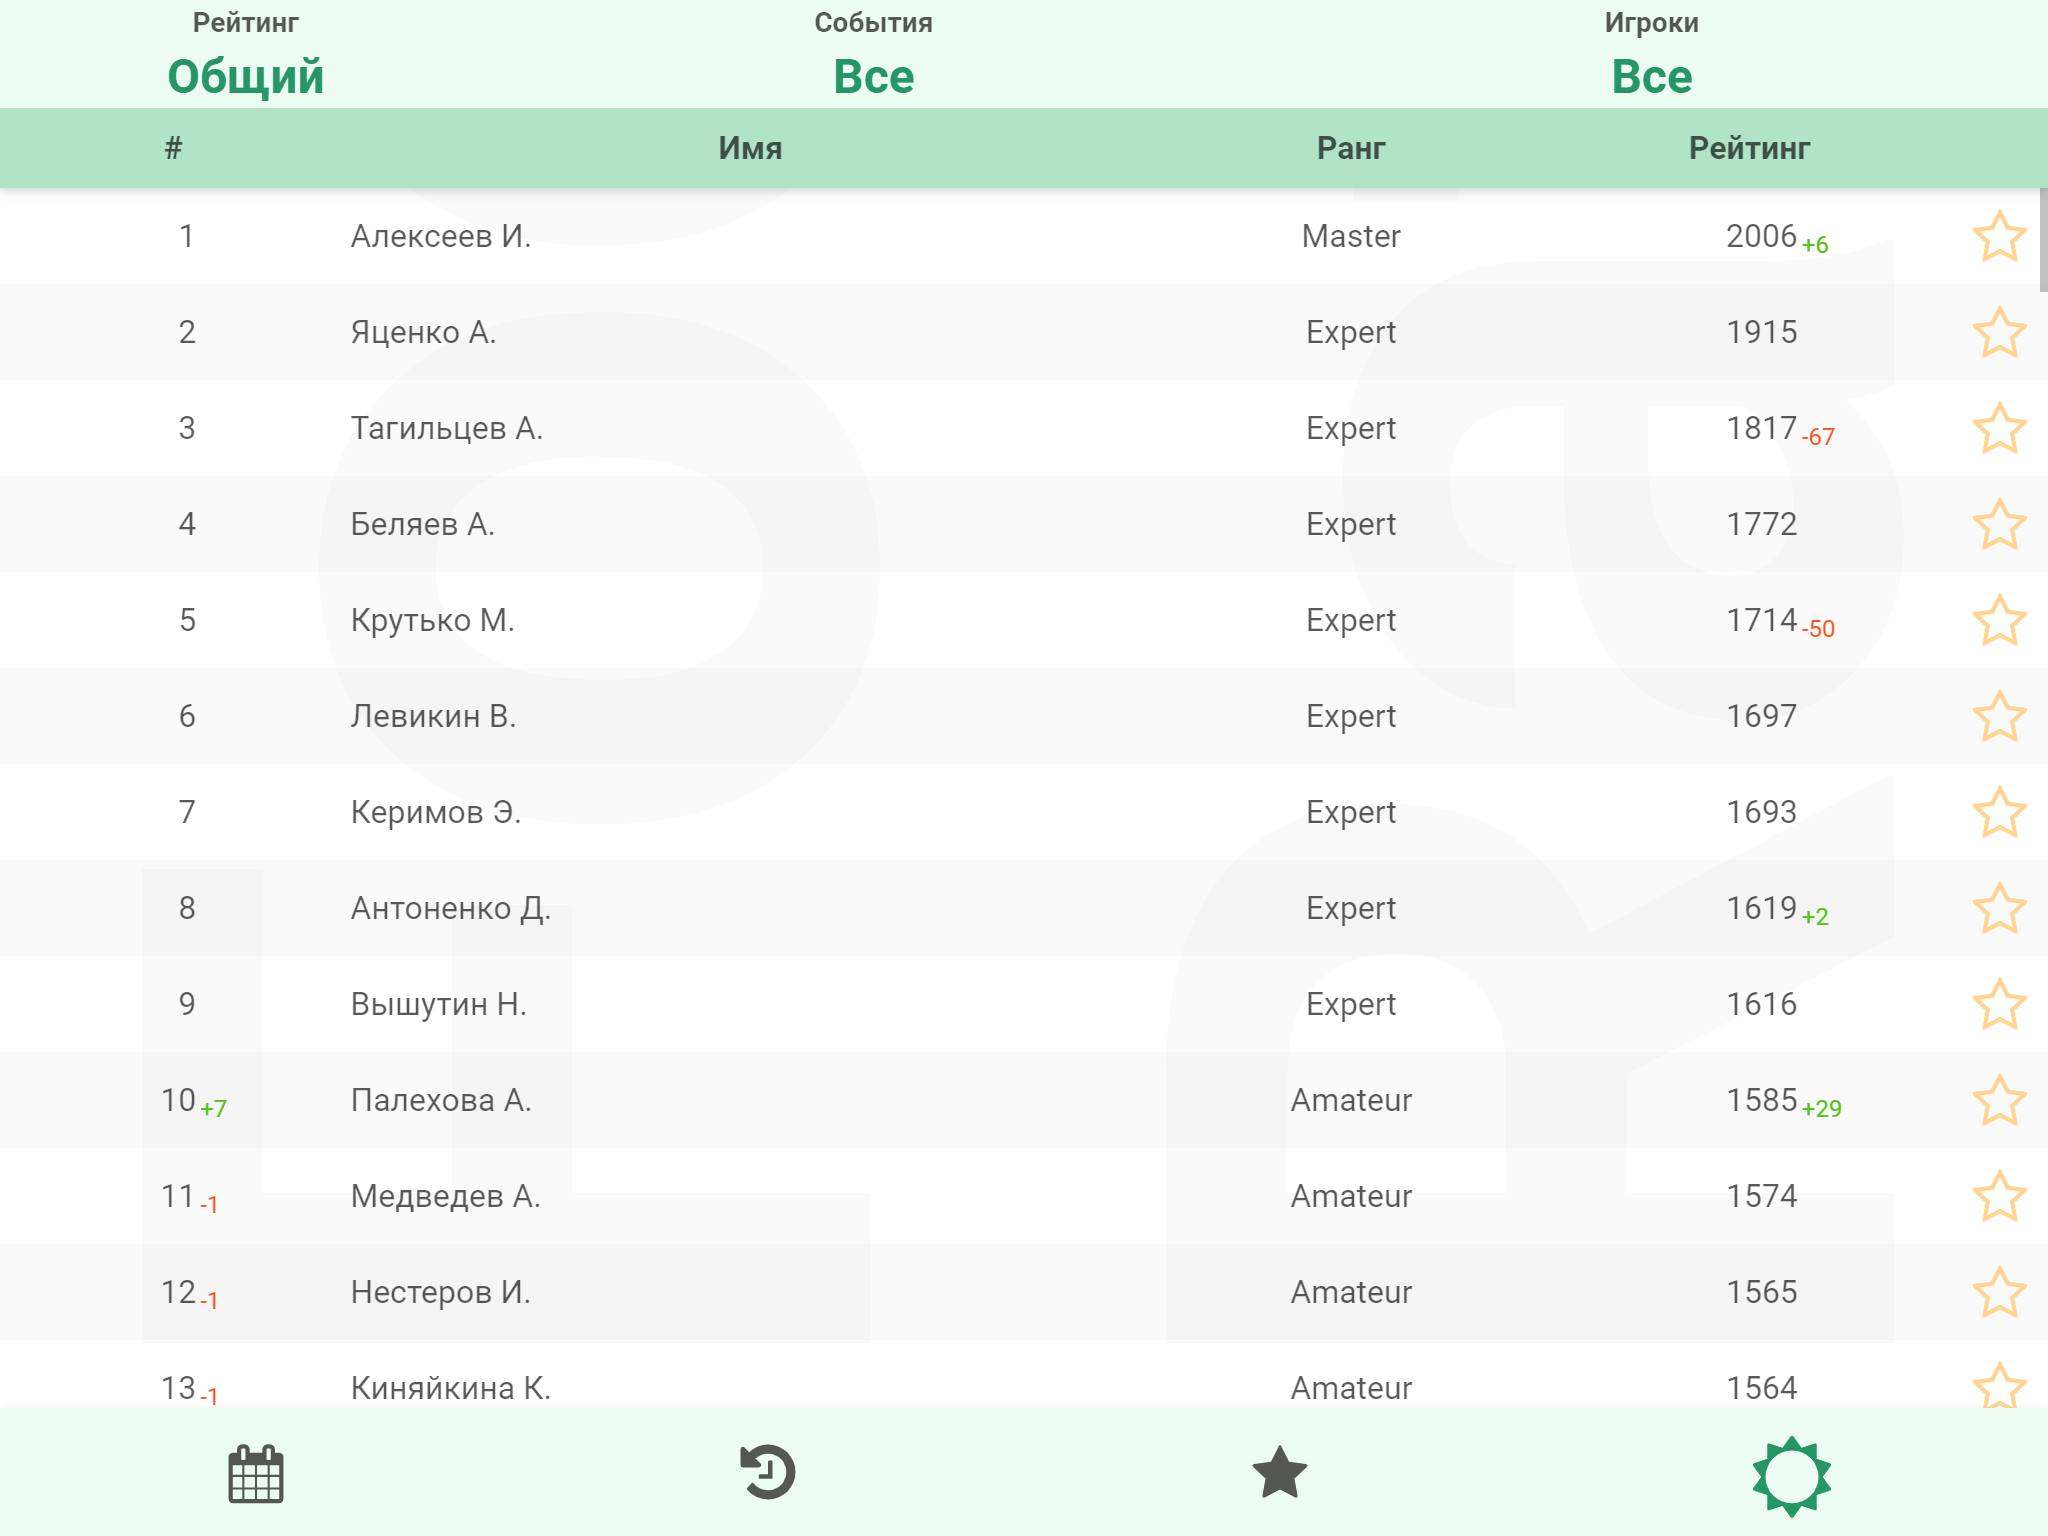 Рейтинг События Игроки
Общий Все Все
# Имя Ранг Рейтинг
1 Алексеев И. Master 2006 +6
2 Яценко А. Expert 1915
3 Тагильцев А. Expert 1817 -67
4 Беляев А. Expert 1772
5 Крутько М. Expert 1714 -50
6 Левикин В. Expert 1697
7 Керимов Э. Expert 1693
8 Антоненко Д. Expert 1619 +2
9 Вышутин Н. Expert 1616
10 +7 Палехова А. Amateur 1585 +29
11 -1 Медведев А. Amateur 1574
12 -1 Нестеров И. Amateur 1565
13 -1 Киняйкина К. Amateur 1564